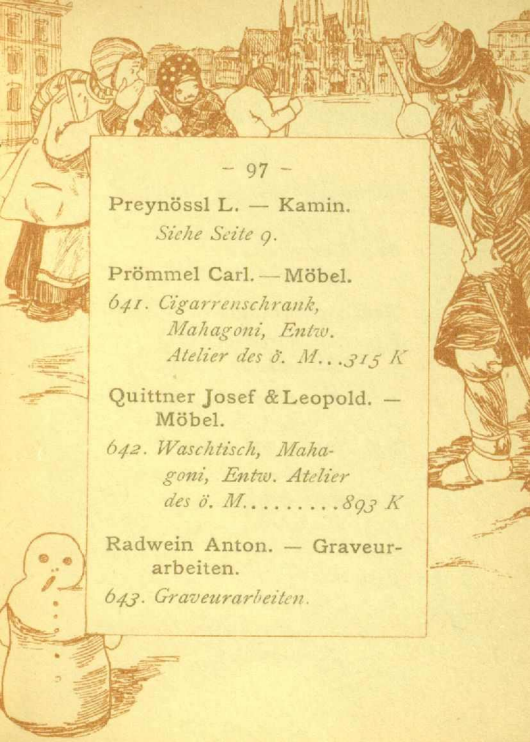 – 97 –
Preynössl L. — Kamin.
Siehe Seite 9.
Prömmel Carl. — Möbel.
641. Cigarrenschrank,
Mahagoni, Entw.
Atelier des ö. M...315 K
Quittner Josef & Leopold. —
Möbel.
642. Waschtisch, Maha-
goni, Entw. Atelier
des ö. M.........893 K
Radwein Anton. — Graveur-
arbeiten.
643. Graveurarbeiten.